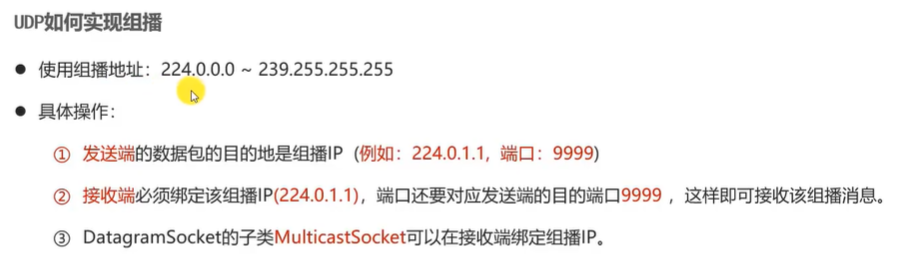 UDP如何实现组播
● 使用组播地址：224.0.0.0 ~ 239.255.255.255
● 具体操作：
① 发送端的数据包的目的地是组播IP (例如：224.0.1.1，端口：9999)
② 接收端必须绑定该组播IP(224.0.1.1)，端口还要对应发送端的目的端口9999 ，这样即可接收该组播消息。
③ DatagramSocket的子类MulticastSocket可以在接收端绑定组播IP。